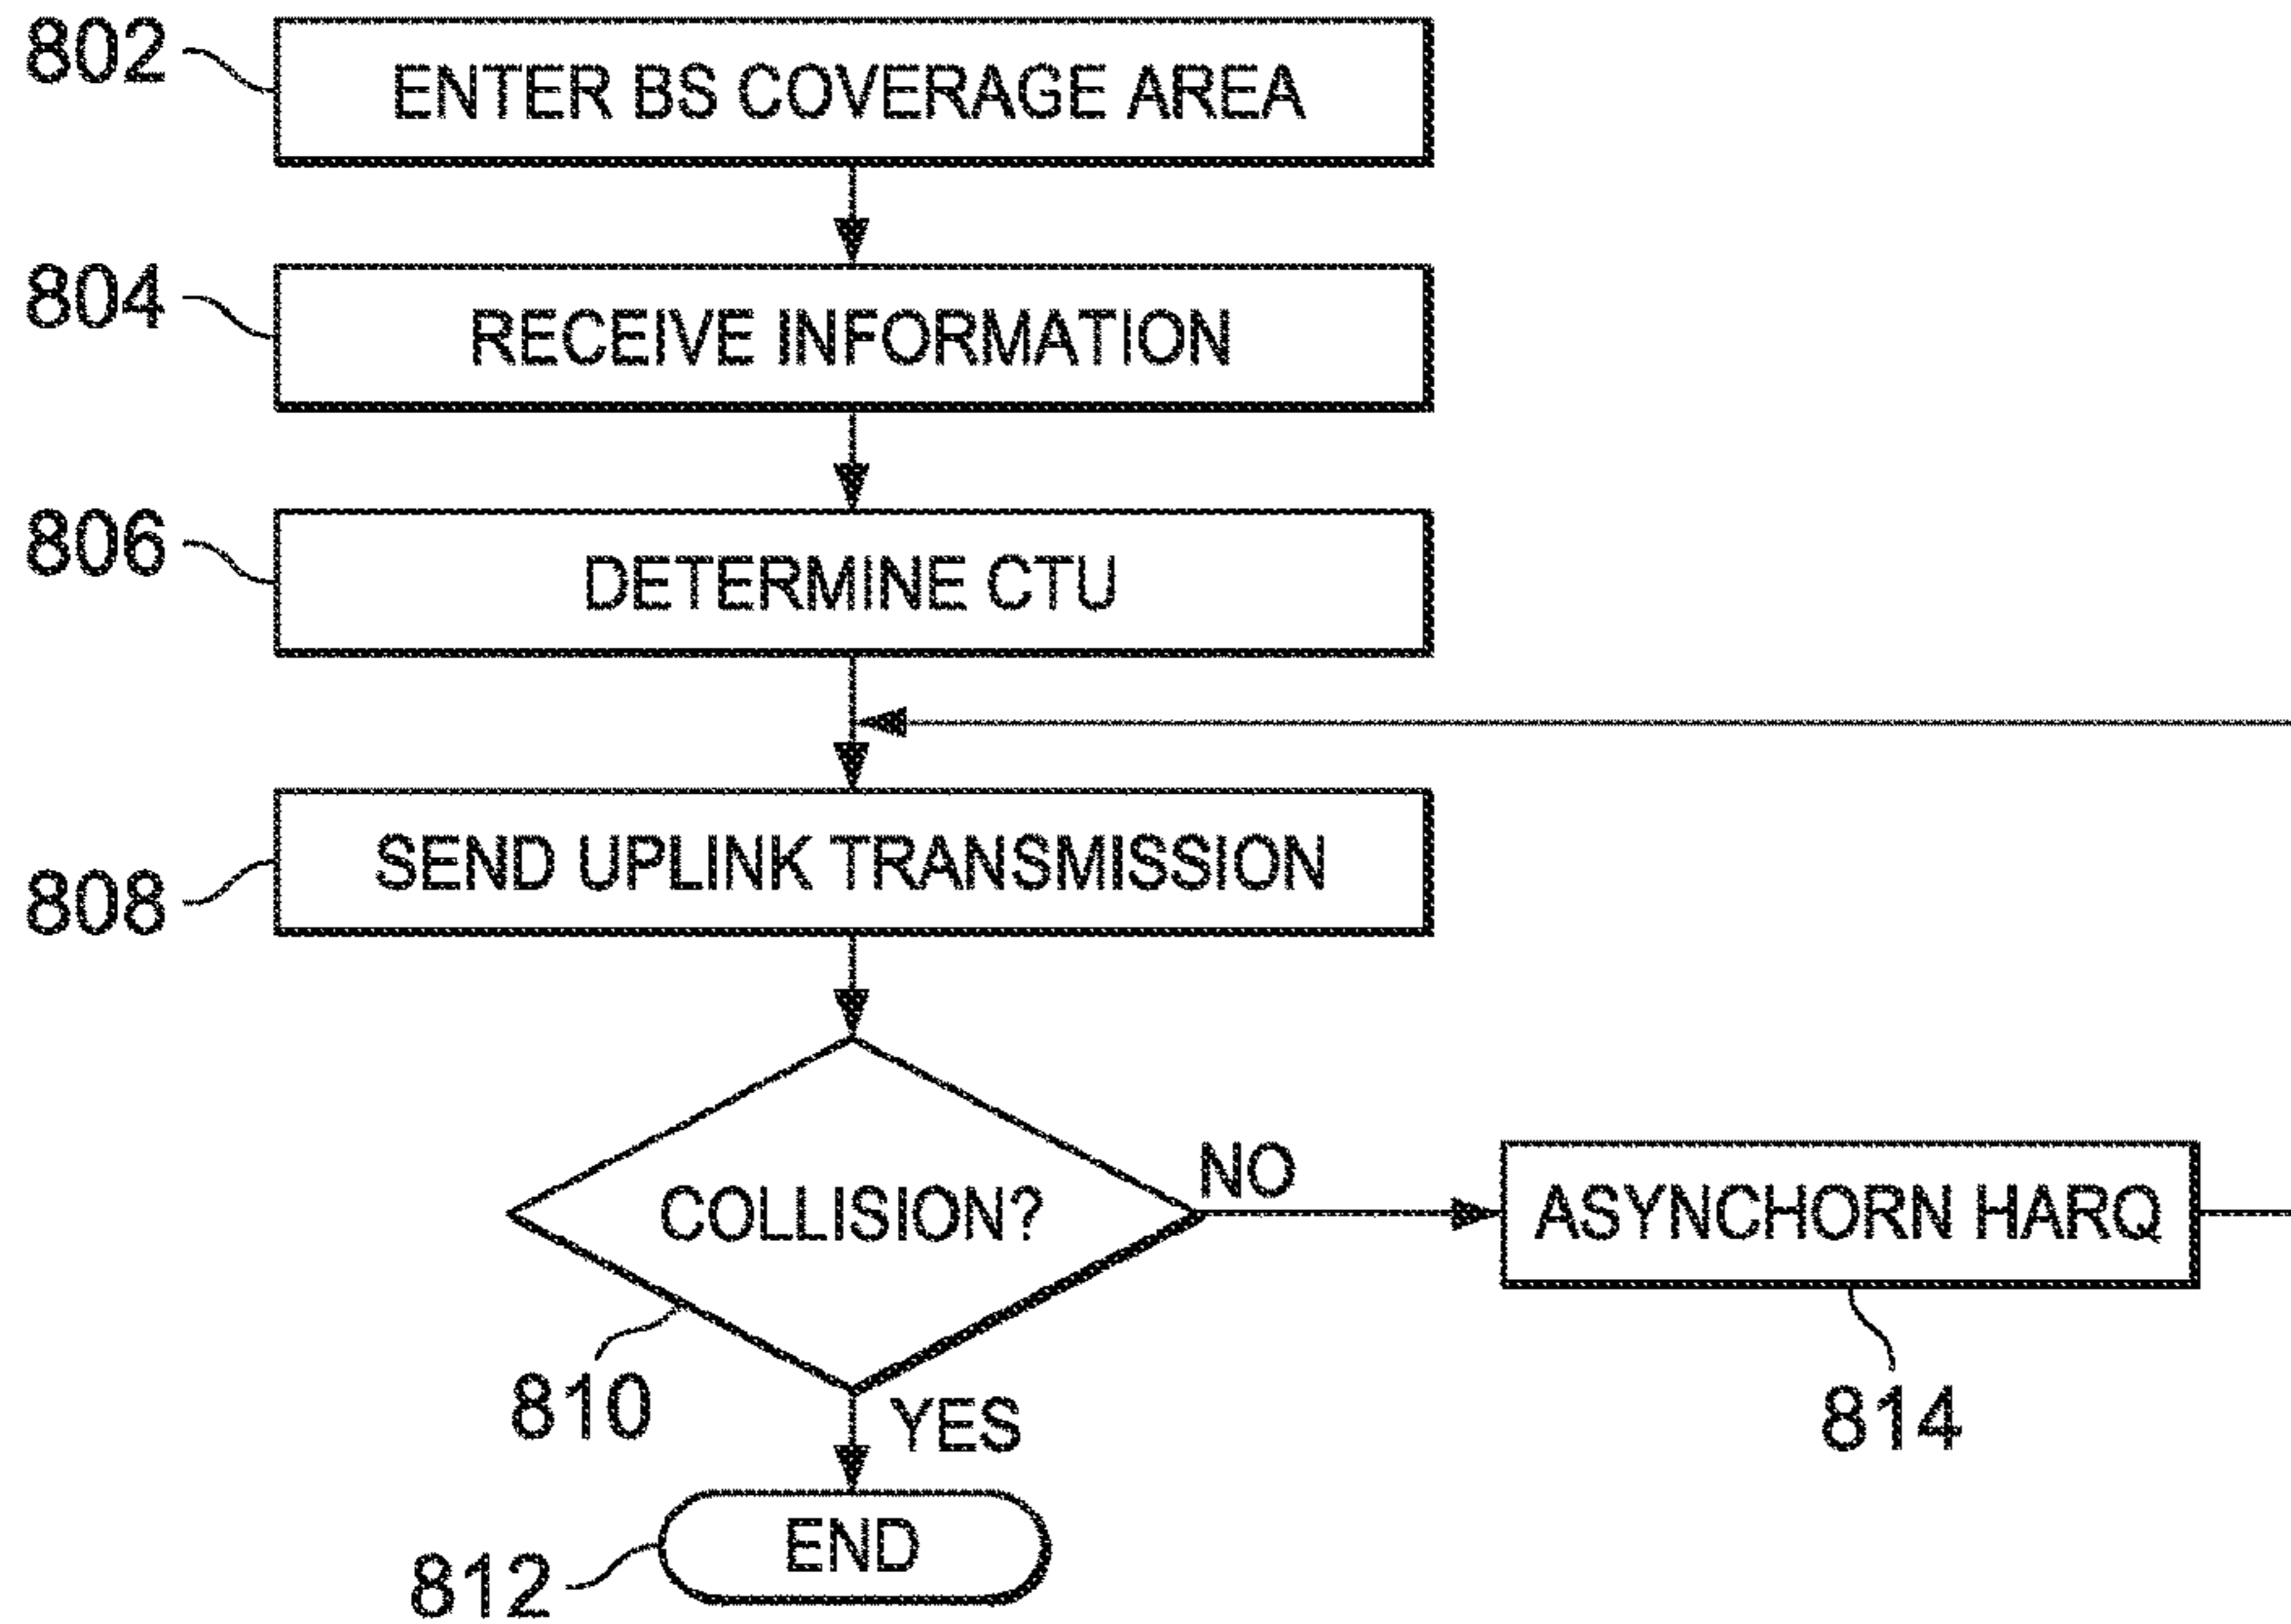 802
ENTER BS COVERAGE AREA
804
RECEIVE INFORMATION
806
DETERMINE CTU
808
SEND UPLINK TRANSMISSION
COLLISION?
NO
ASYNCHORN HARQ
810
YES
814
END
812